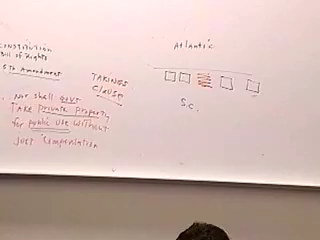 CONSTITUTION
Bill of Rights
5th Amendment
TAKINGS
Clause
Nor shall govt
Take private property
for public use without
Just Compensation
Atlantic
S.C.